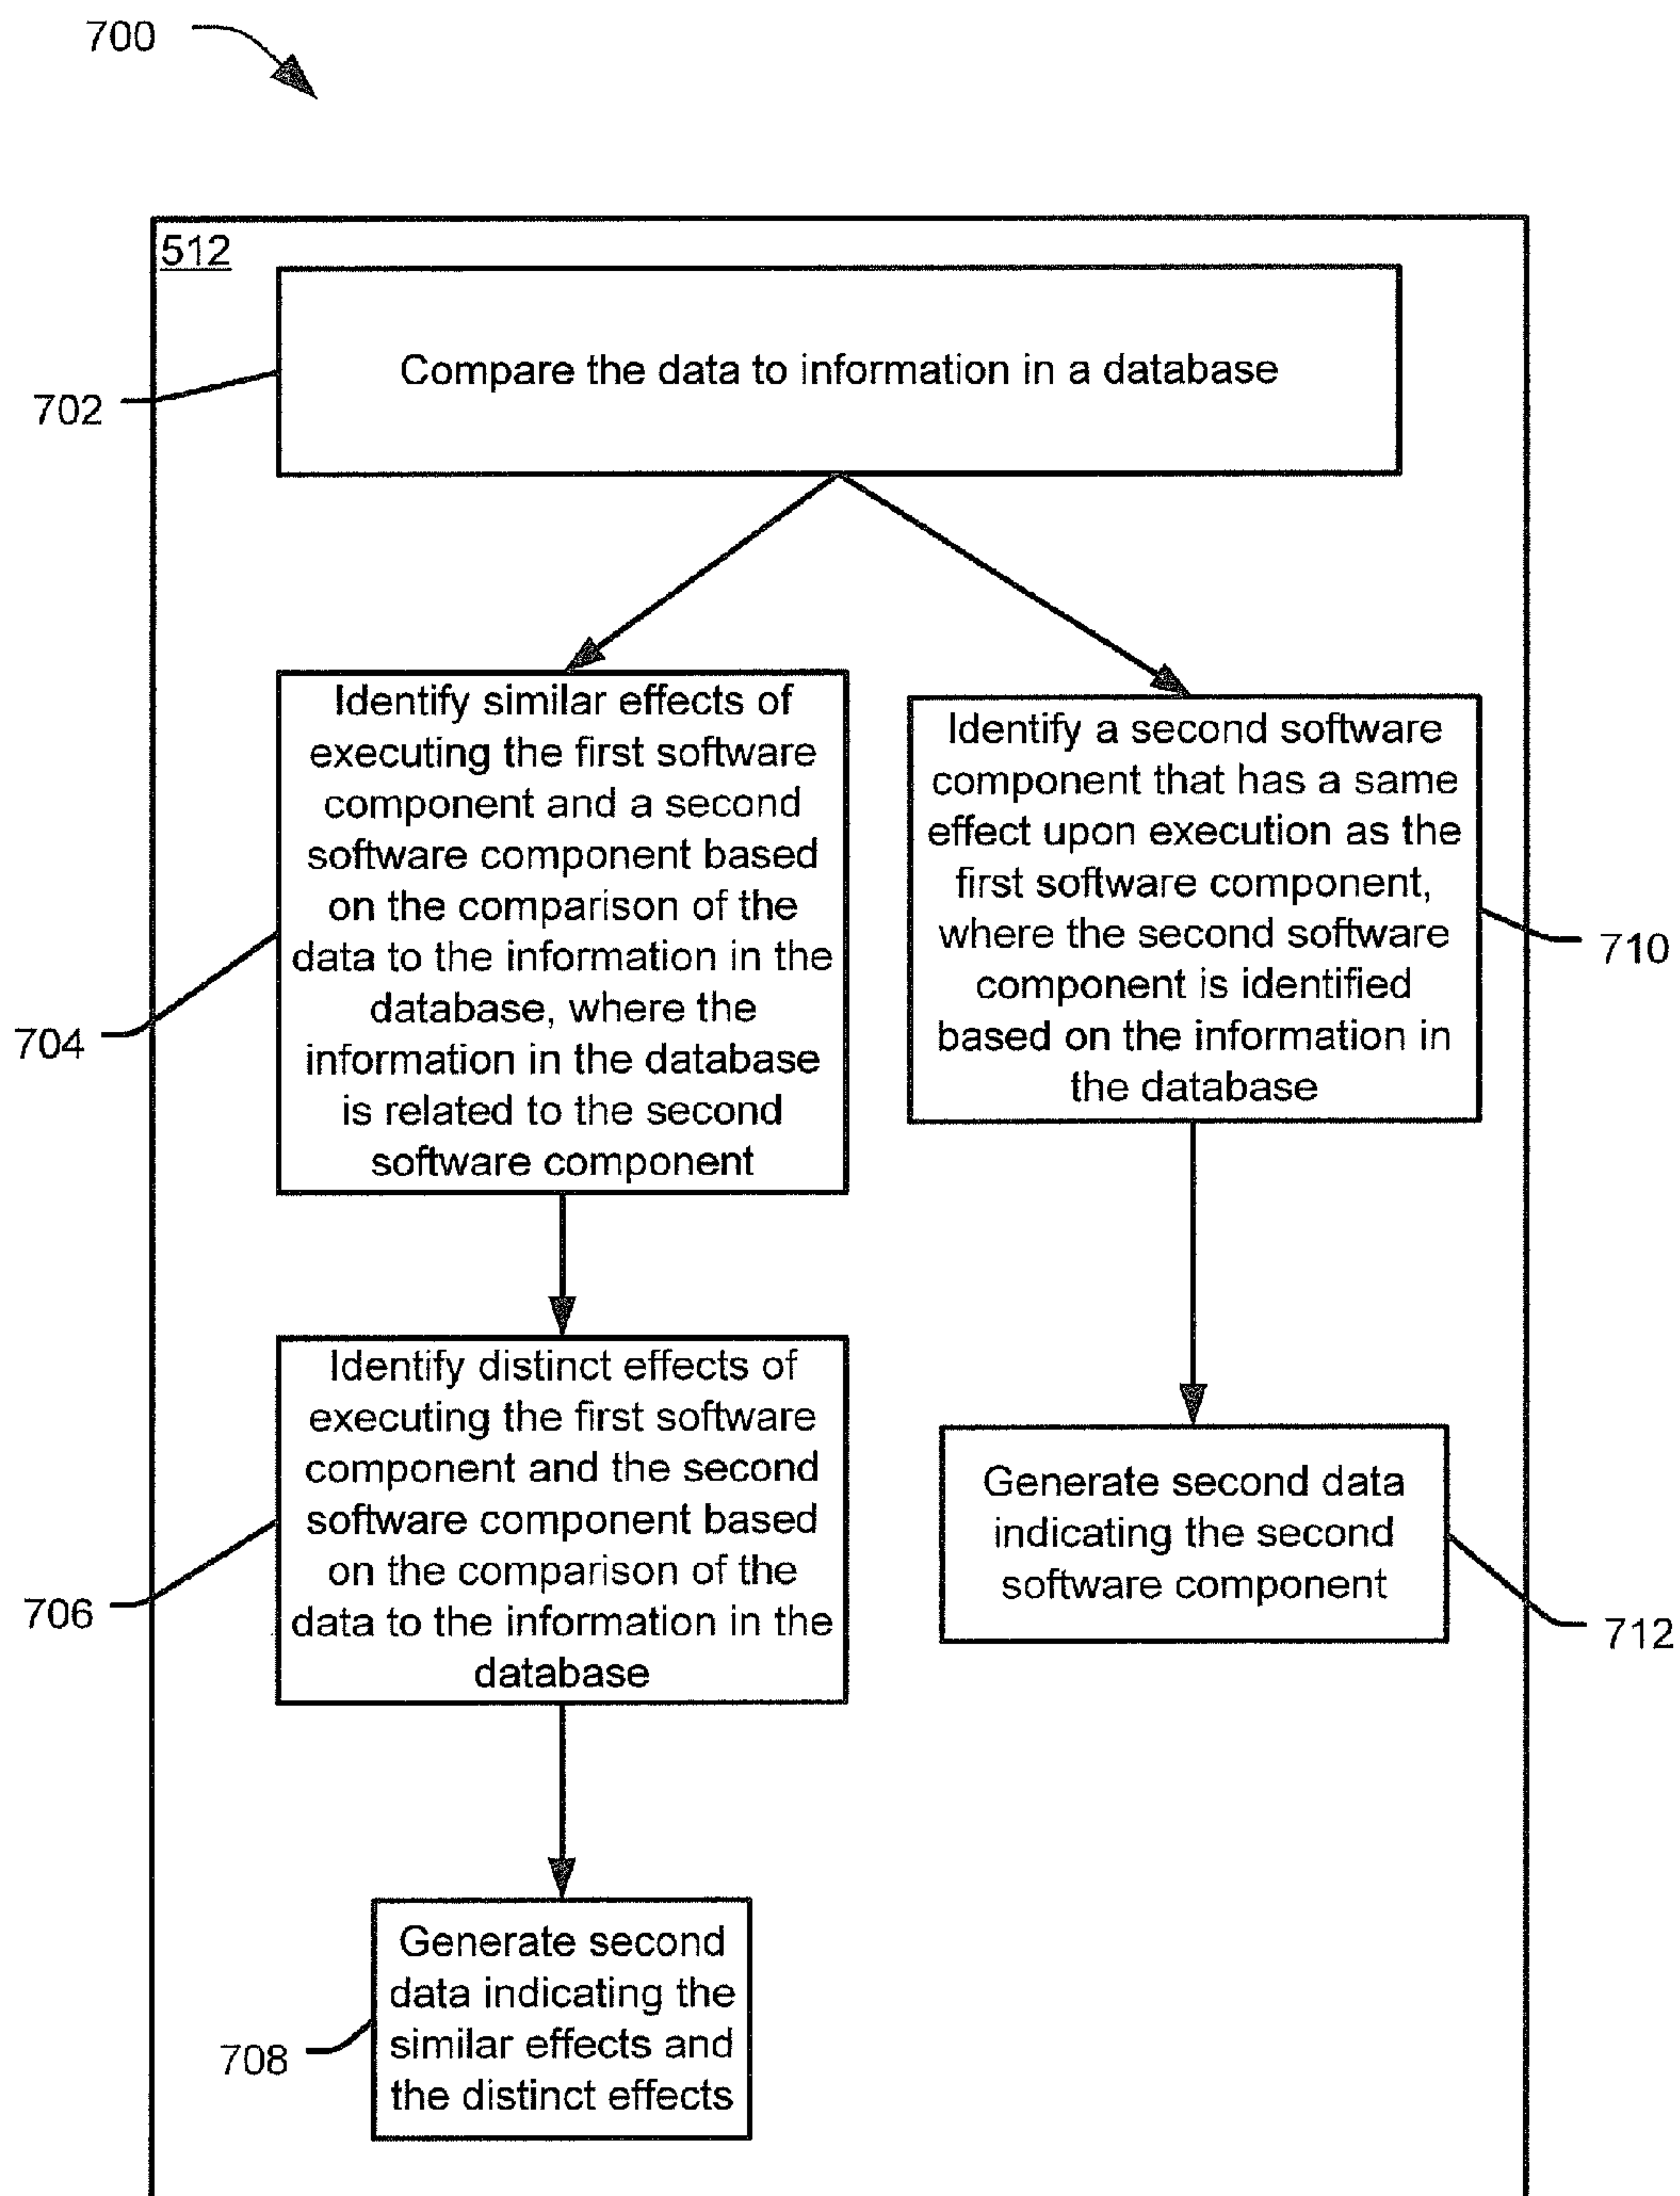 700
512
Compare the data to information in a database
702
Identify similar effects of
executing the first software
component and a second
software component based
on the comparison of the
data to the information in the
database, where the
information in the database
is related to the second
software component
704
Identify a second software
component that has a same
effect upon execution as the
first software component,
where the second software
component is identified
based on the information in
the database
710
Identify distinct effects of
executing the first software
component and the second
software component based
on the comparison of the
data to the information in the
database
706
Generate second data
indicating the second
software component
712
Generate second
data indicating the
similar effects and
the distinct effects
708